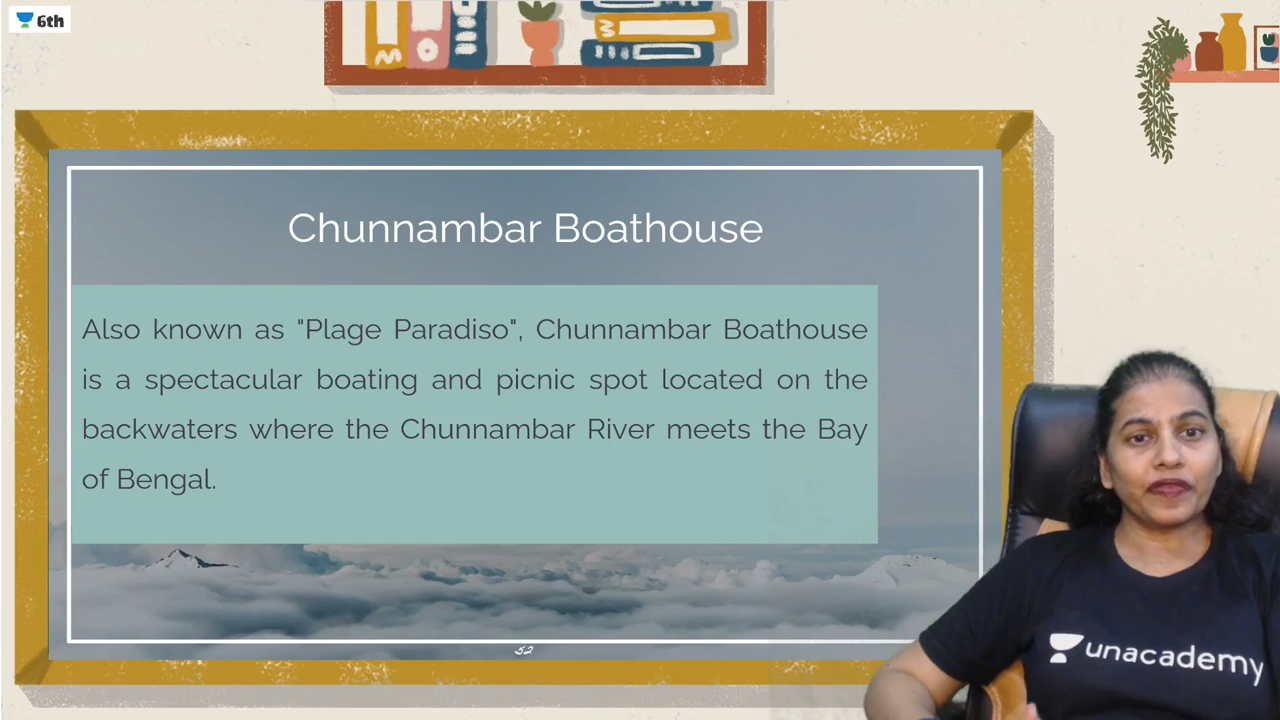 6th
Chunnambar Boathouse
Also known as "Plage Paradiso", Chunnambar Boathouse
is a spectacular boating and picnic spot located on the
backwaters where the Chunnambar River meets the Bay
of Bengal.
52
unacademy